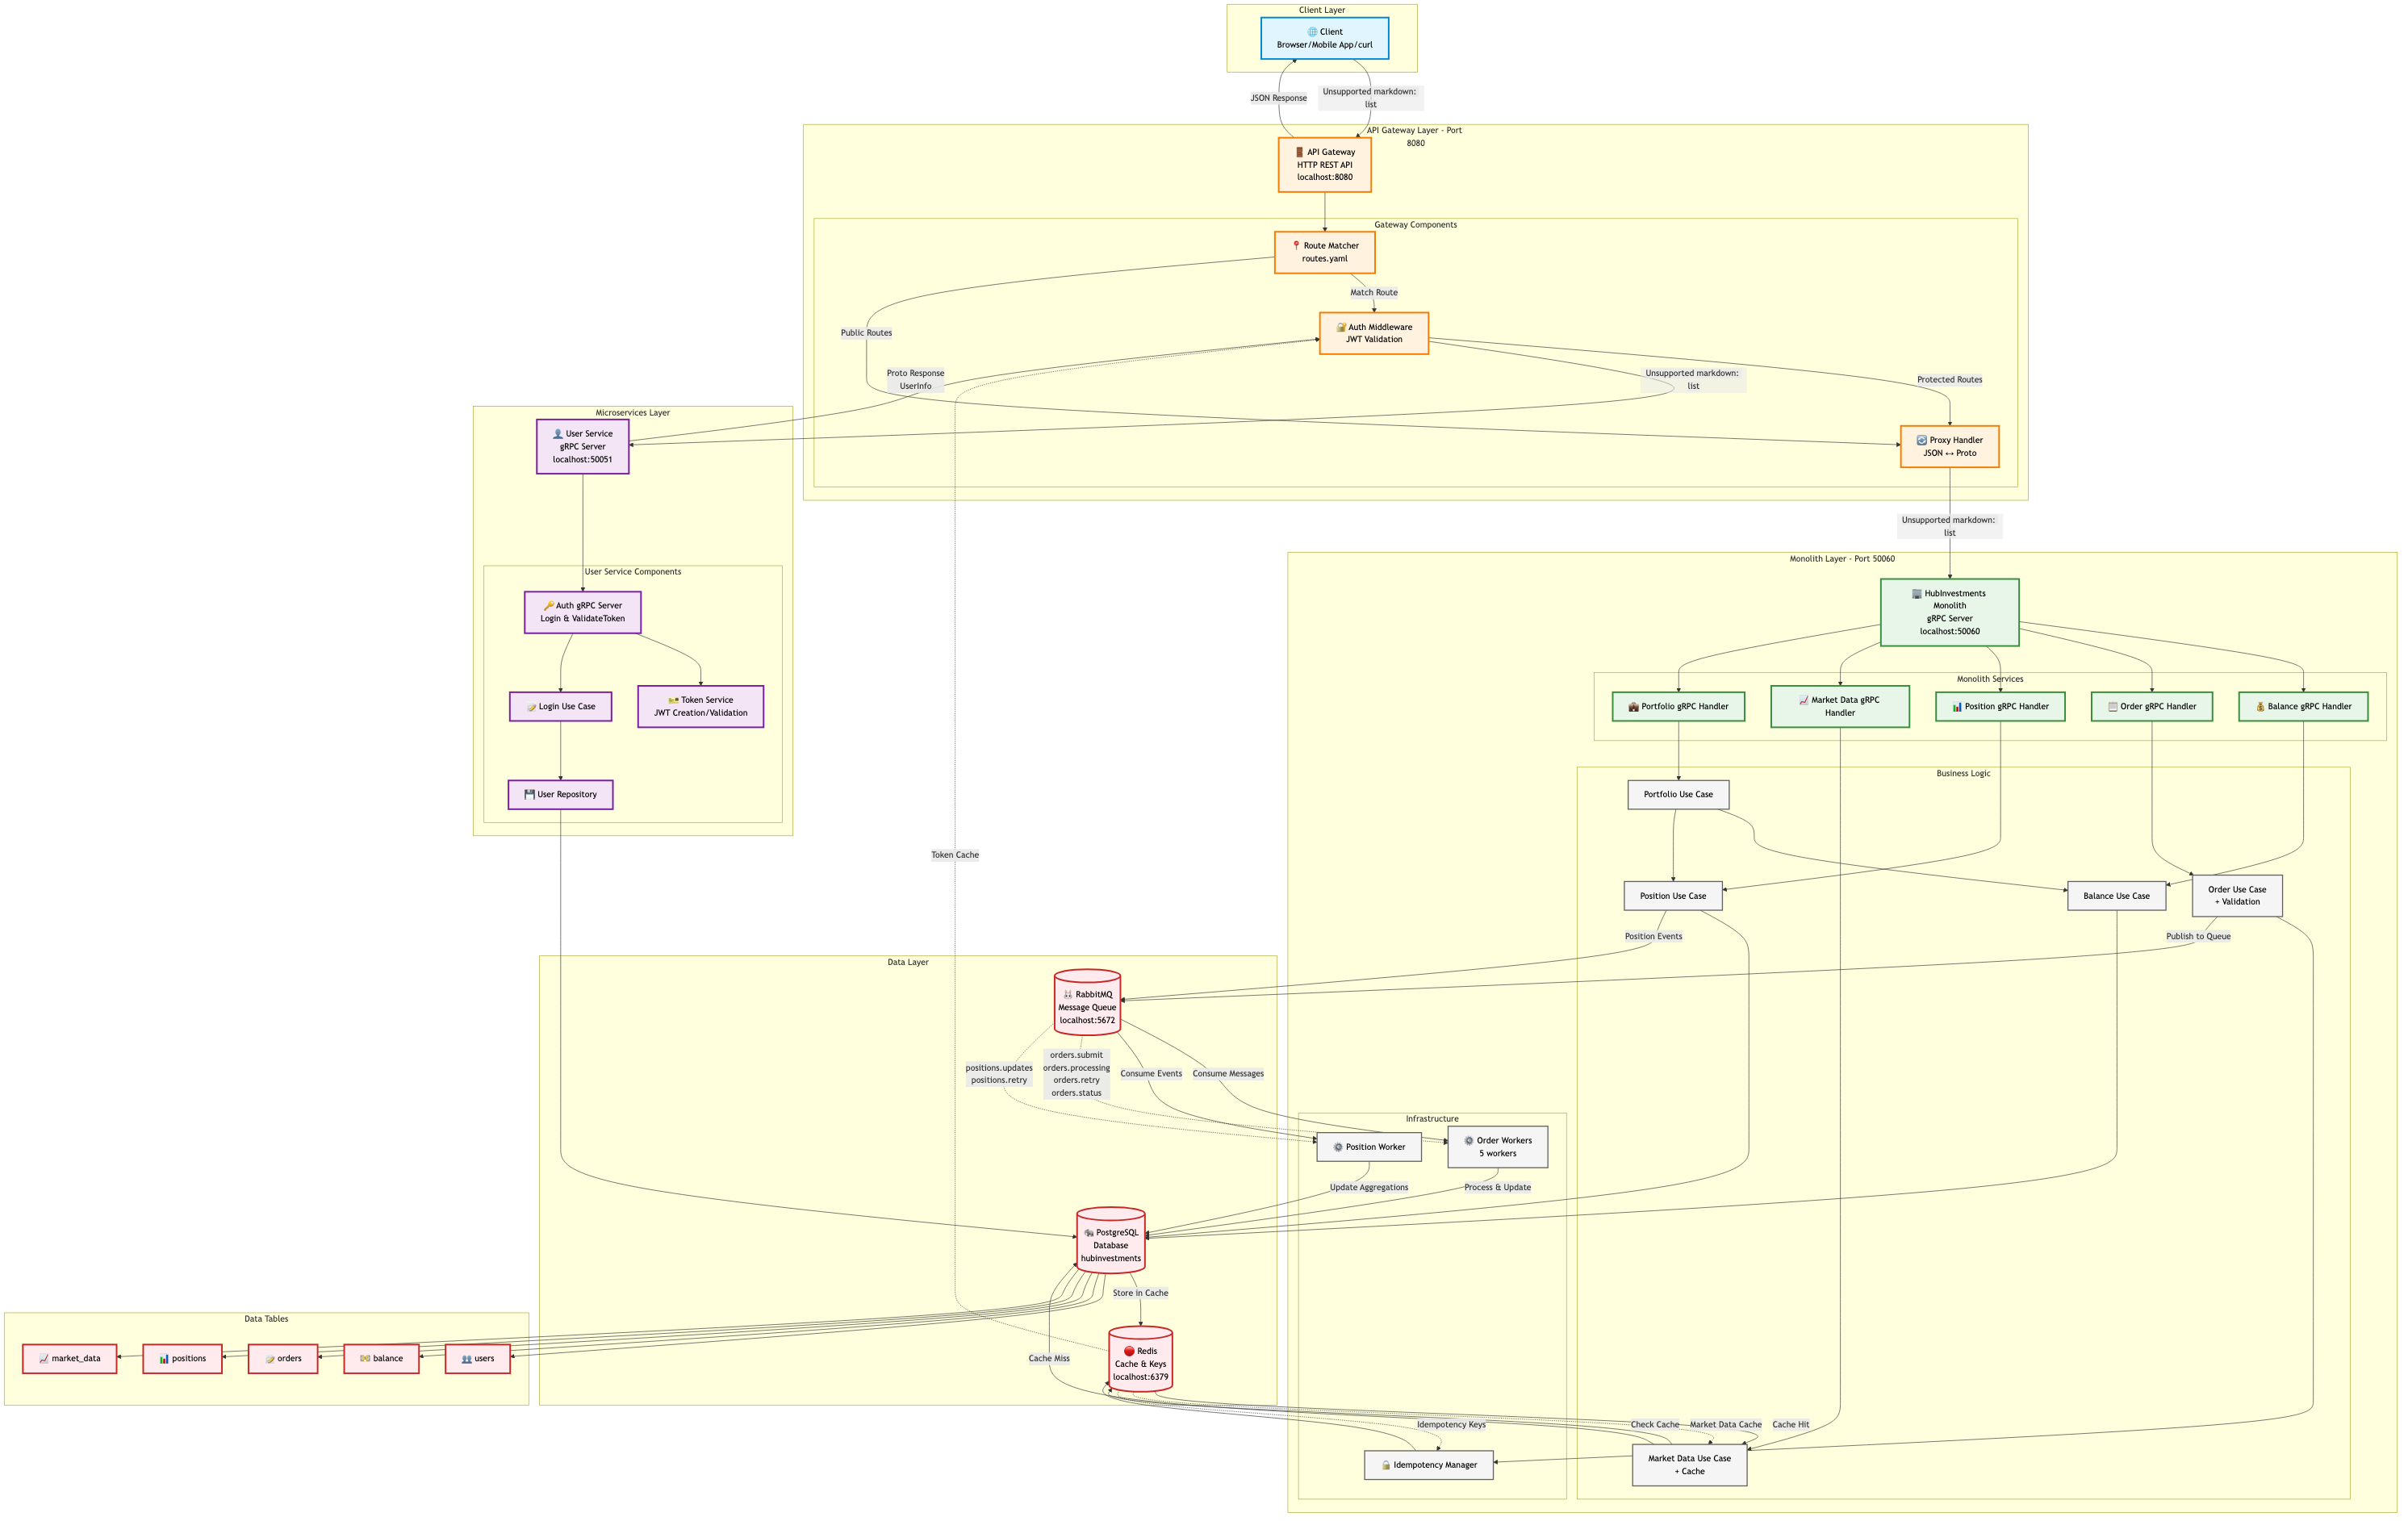 Client Layer
🌐 Client
Browser/Mobile App/curl
JSON Response
Unsupported markdown:
list
API Gateway Layer - Port
8080
🚪 API Gateway
HTTP REST API
localhost:8080
Gateway Components
📍 Route Matcher
routes.yaml
Match Route
Public Routes
🔐 Auth Middleware
JWT Validation
Proto Response
UserInfo
Unsupported markdown:
list
Protected Routes
🔄 Proxy Handler
JSON ↔ Proto
Microservices Layer
👤 User Service
gRPC Server
localhost:50051
Unsupported markdown:
list
User Service Components
🔑 Auth gRPC Server
Login & ValidateToken
📝 Login Use Case
🎫 Token Service
JWT Creation/Validation
💾 User Repository
Monolith Layer - Port 50060
🏢 HubInvestments
Monolith
gRPC Server
localhost:50060
Monolith Services
💼 Portfolio gRPC Handler
📈 Market Data gRPC
Handler
📊 Position gRPC Handler
📋 Order gRPC Handler
💰 Balance gRPC Handler
Business Logic
Portfolio Use Case
Position Use Case
Balance Use Case
Order Use Case
+ Validation
Token Cache
Position Events
Publish to Queue
Data Layer
🐰 RabbitMQ
Message Queue
localhost:5672
positions.updates
positions.retry
orders.submit
orders.processing
orders.retry
orders.status
Consume Events
Consume Messages
Infrastructure
⚙️ Position Worker
⚙️ Order Workers
5 workers
Update Aggregations
Process & Update
🐘 PostgreSQL
Database
hubinvestments
Store in Cache
Cache Miss
🔴 Redis
Cache & Keys
localhost:6379
Data Tables
📈 market_data
📊 positions
📝 orders
💵 balance
👥 users
Idempotency Keys
Check Cache
Market Data Cache
Cache Hit
🔒 Idempotency Manager
Market Data Use Case
+ Cache